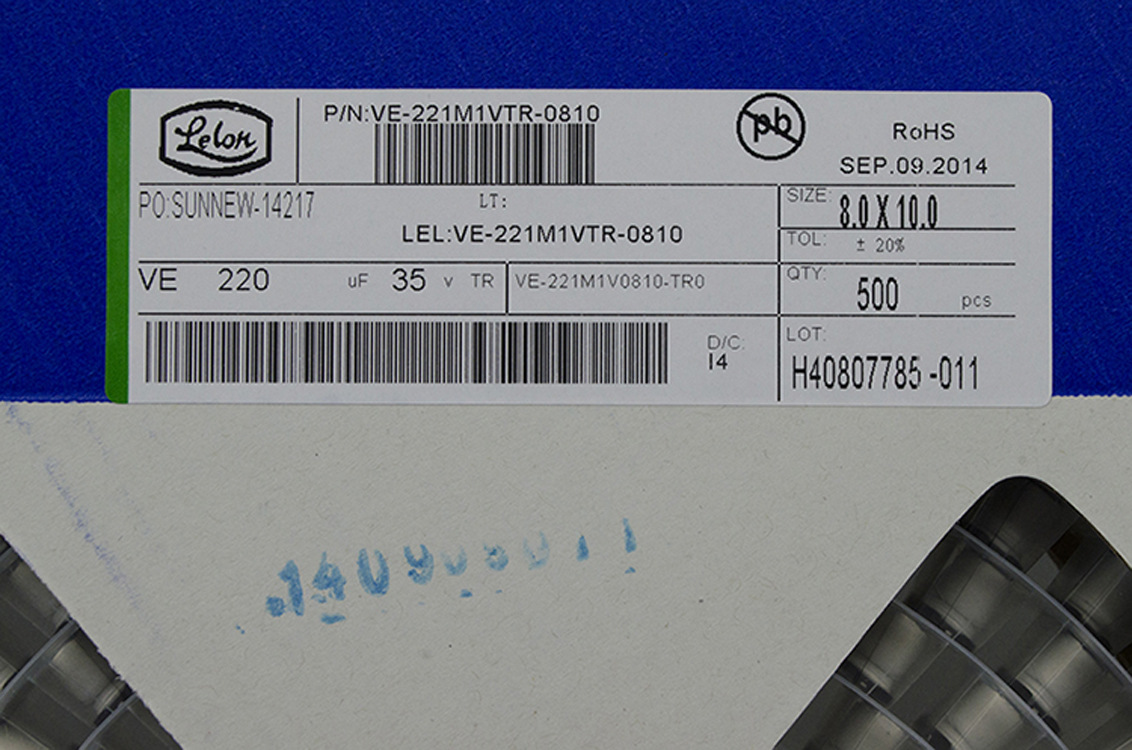 Lelon
P/N:VE-221M1VTR-0810
pb
RoHS
SEP.09.2014
PO:SUNNEW-14217
LT:
LEL:VE-221M1VTR-0810
SIZE: 8.0 X 10.0
TOL: ± 20%
VE 220 uF 35 v TR
VE-221M1V0810-TR0
QTY: 500 pcs
D/C:
I4
LOT:
H40807785 -011